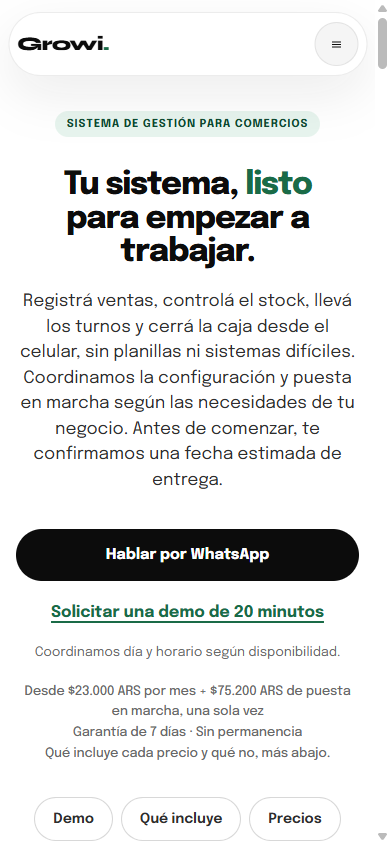 Growi.
SISTEMA DE GESTIÓN PARA COMERCIOS
Tu sistema, listo
para empezar a
trabajar.
Registrá ventas, controlá el stock, llevá
los turnos y cerrá la caja desde el
celular, sin planillas ni sistemas difíciles.
Coordinamos la configuración y puesta
en marcha según las necesidades de tu
negocio. Antes de comenzar, te
confirmamos una fecha estimada de
entrega.
Hablar por WhatsApp
Solicitar una demo de 20 minutos
Coordinamos día y horario según disponibilidad.
Desde $23.000 ARS por mes + $75.200 ARS de puesta
en marcha, una sola vez
Garantía de 7 días · Sin permanencia
Qué incluye cada precio y qué no, más abajo.
Demo
Qué incluye
Precios